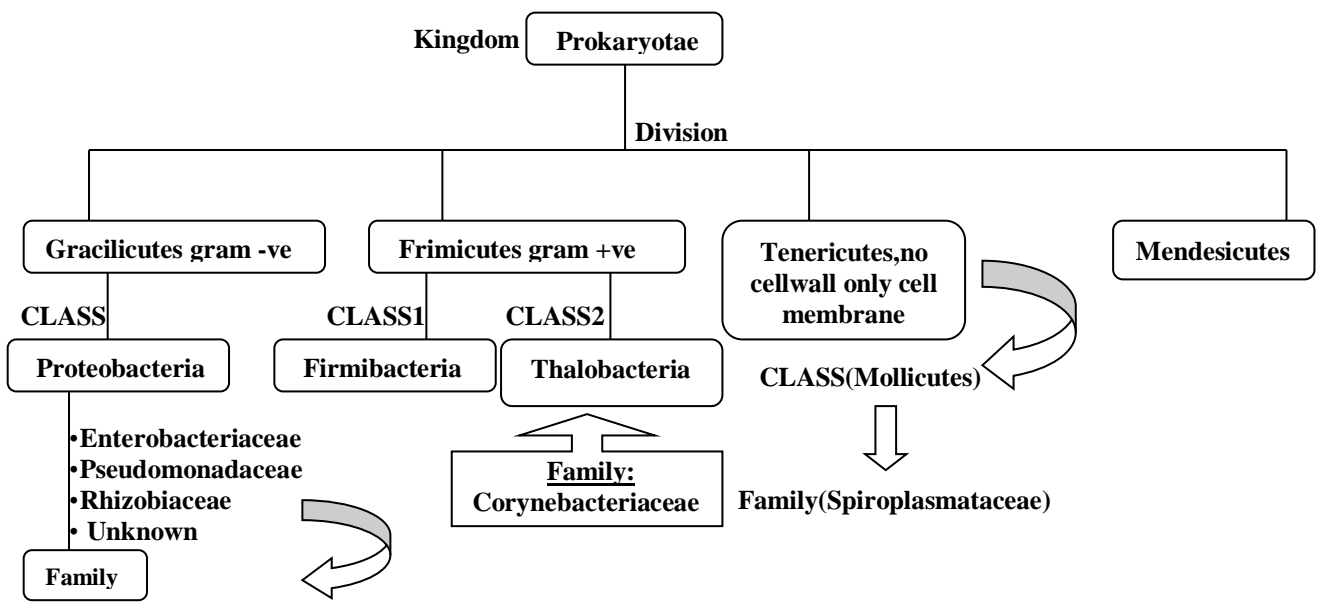 Kingdom
Prokaryotae
Division
Gracilicutes gram -ve
Frimicutes gram +ve
Tenericutes,no
cellwall only cell
membrane
Mendesicutes
CLASS
CLASS1
CLASS2
Proteobacteria
Firmibacteria
Thalobacteria
CLASS(Mollicutes)
•Enterobacteriaceae
•Pseudomonadaceae
•Rhizobiaceae
• Unknown
Family
Family:
Corynebacteriaceae
Family(Spiroplasmataceae)